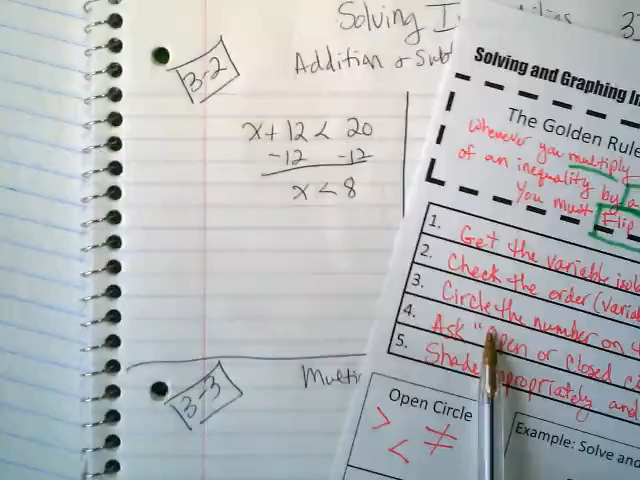 Solving
3-2
Addition & Subt
x + 12 < 20
-12 -12
x < 8
3-3
Solving and Graphing In
The Golden Rule
Whenever you multiply
of an inequality by a
You must Flip
1. Get the variable
2. Check the order (varia
3. Circle the number on
4. Ask "Open or Closed
5. Shade appropriately and
Open Circle
>
< ≠
Example: Solve and